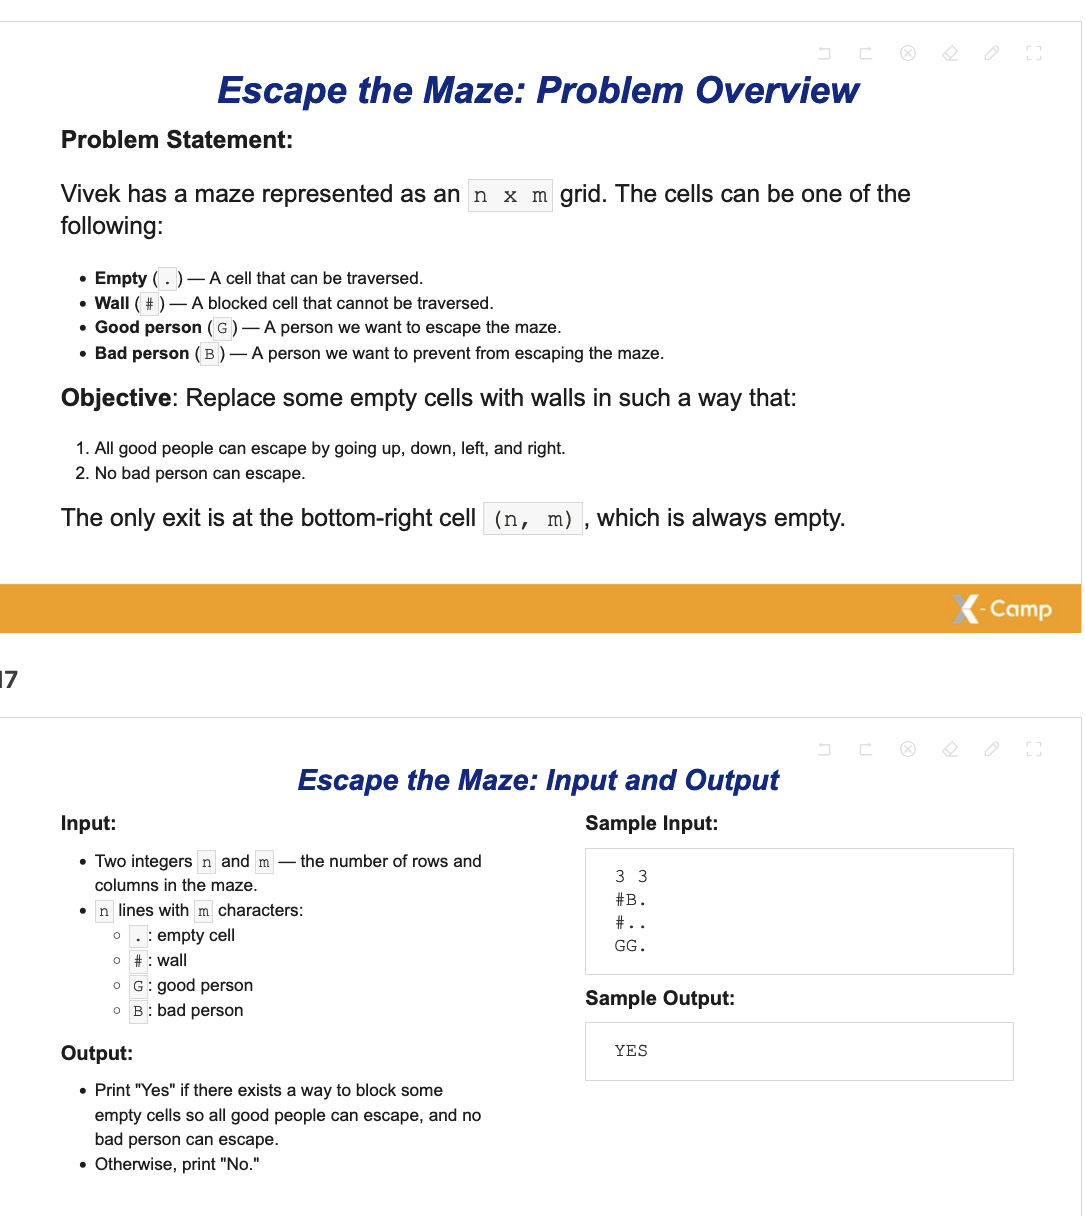 Escape the Maze: Problem Overview
Problem Statement:
Vivek has a maze represented as an n x m grid. The cells can be one of the
following:
• Empty ( . ) — A cell that can be traversed.
• Wall ( # ) — A blocked cell that cannot be traversed.
• Good person ( G ) — A person we want to escape the maze.
• Bad person ( B ) — A person we want to prevent from escaping the maze.
Objective: Replace some empty cells with walls in such a way that:
1. All good people can escape by going up, down, left, and right.
2. No bad person can escape.
The only exit is at the bottom-right cell (n, m) , which is always empty.
X-Camp
17
Escape the Maze: Input and Output
Input:
• Two integers n and m — the number of rows and
columns in the maze.
• n lines with m characters:
○ . : empty cell
○ # : wall
○ G : good person
○ B : bad person
Output:
• Print "Yes" if there exists a way to block some
empty cells so all good people can escape, and no
bad person can escape.
• Otherwise, print "No."
Sample Input:
3 3
#B.
#..
GG.
Sample Output:
YES